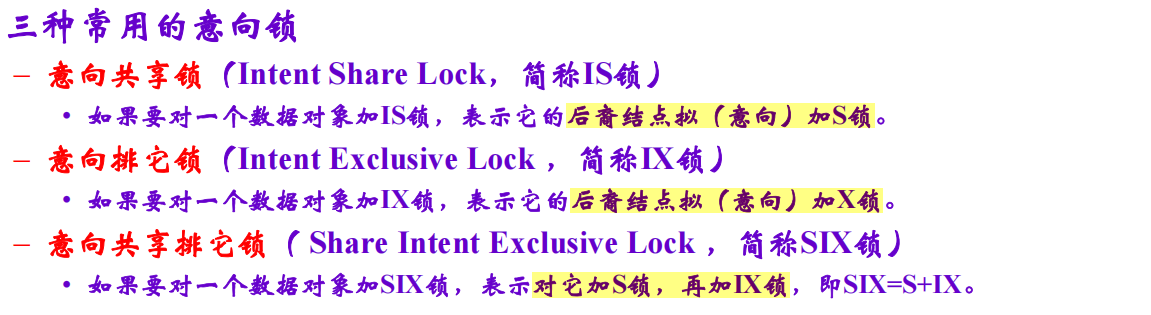 三种常用的意向锁
– 意向共享锁（Intent Share Lock，简称IS锁）
• 如果要对一个数据对象加IS锁，表示它的后裔结点拟（意向）加S锁。
– 意向排它锁（Intent Exclusive Lock ，简称IX锁）
• 如果要对一个数据对象加IX锁，表示它的后裔结点拟（意向）加X锁。
– 意向共享排它锁（ Share Intent Exclusive Lock ，简称SIX锁）
• 如果要对一个数据对象加SIX锁，表示对它加S锁，再加IX锁，即SIX=S+IX。